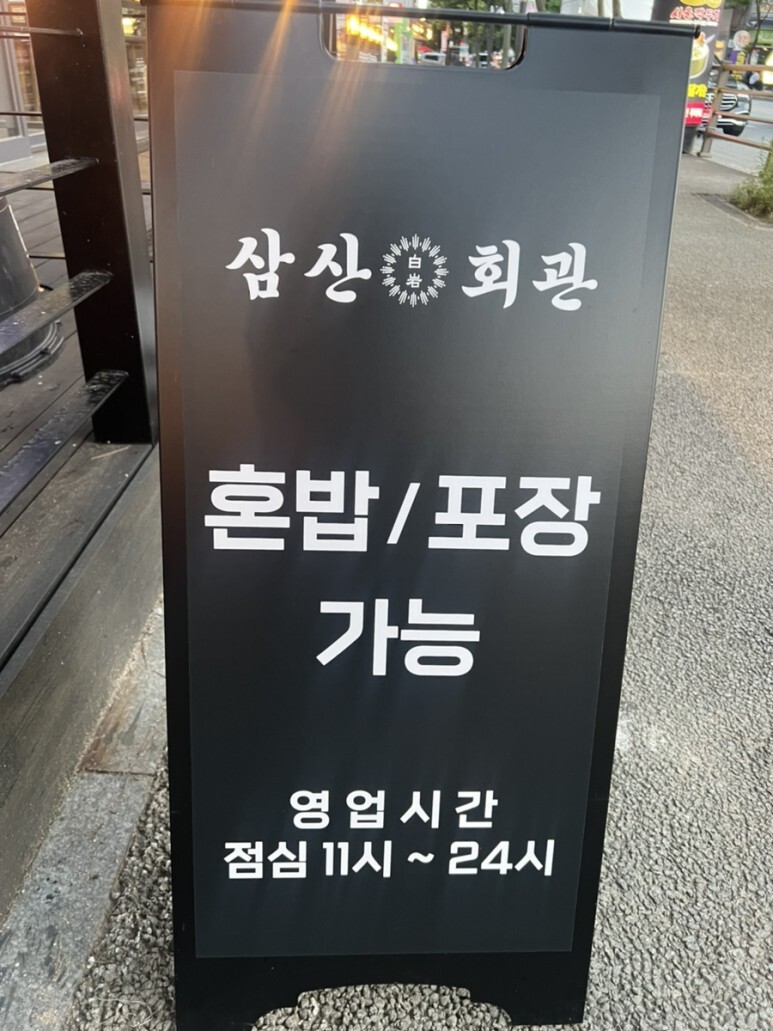 삼산 白岩 회관
혼밥 / 포장
가능
영업시간
점심 11시 ~ 24시